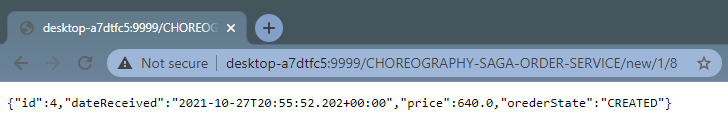 desktop-a7dtfc5:9999/CHOREOG
Not secure desktop-a7dtfc5:9999/CHOREOGRAPHY-SAGA-ORDER-SERVICE/new/1/8
{"id":4,"dateReceived":"2021-10-27T20:55:52.202+00:00","price":640.0,"orederState":"CREATED"}